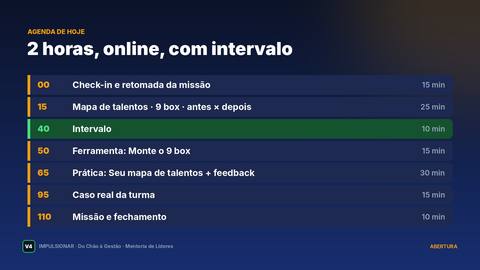 AGENDA DE HOJE
2 horas, online, com intervalo
00 Check-in e retomada da missão 15 min
15 Mapa de talentos · 9 box · antes × depois 25 min
40 Intervalo 10 min
50 Ferramenta: Monte o 9 box 15 min
65 Prática: Seu mapa de talentos + feedback 30 min
95 Caso real da turma 15 min
110 Missão e fechamento 10 min
V4 IMPULSIONAR · Do Chão à Gestão · Mentoria de Líderes ABERTURA